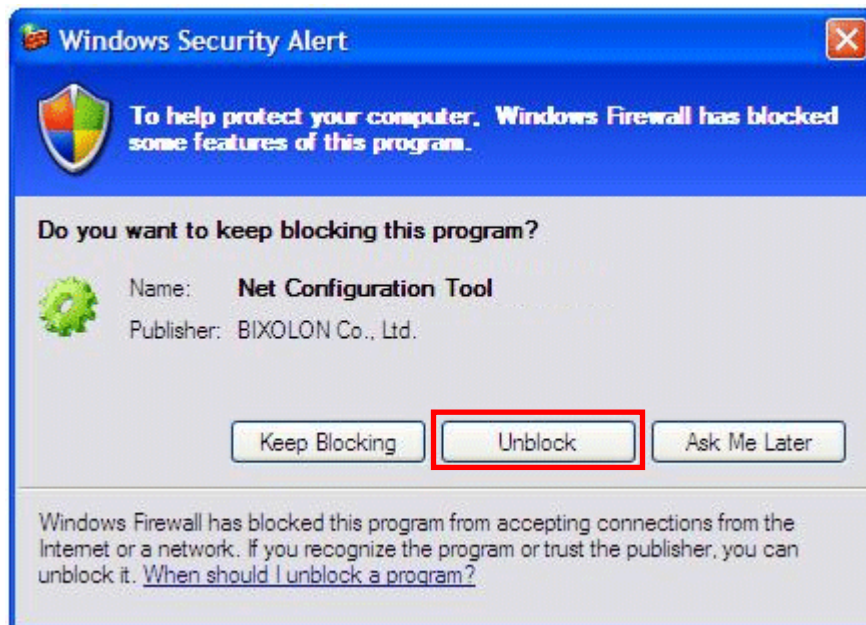 Windows Security Alert
To help protect your computer, Windows Firewall has blocked
some features of this program.
Do you want to keep blocking this program?
Name: Net Configuration Tool
Publisher: BIXOLON Co., Ltd.
Keep Blocking Unblock Ask Me Later
Windows Firewall has blocked this program from accepting connections from the
Internet or a network. If you recognize the program or trust the publisher, you can
unblock it. When should I unblock a program?